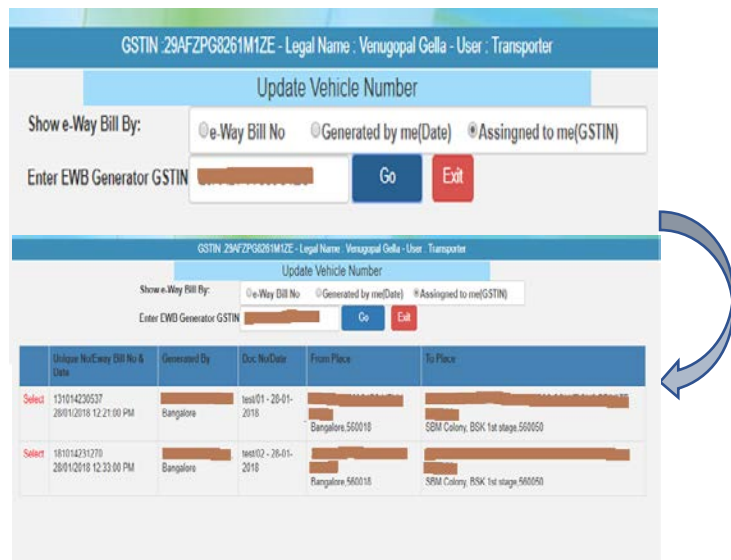 GSTIN :29AFZPG8261M1ZE - Legal Name : Venugopal Gella - User : Transporter
Update Vehicle Number
Show e-Way Bill By: e-Way Bill No Generated by me(Date) Assingned to me(GSTIN)
Enter EWB Generator GSTIN Go Exit
GSTIN :29AFZPG8261M1ZE - Legal Name : Venugopal Gella - User : Transporter
Update Vehicle Number
Show e-Way Bill By: e-Way Bill No Generated by me(Date) Assingned to me(GSTIN)
Enter EWB Generator GSTIN Go Exit
Unique No/Eway Bill No & Generated By Doc No/Date From Place To Place
Date
Select 131014230537 test/01 - 28-01-
28/01/2018 12:21:00 PM Bangalore 2018
Bangalore,560018 SBM Colony, BSK 1st stage,560050
Select 181014231270 test/02 - 28-01-
28/01/2018 12:33:00 PM Bangalore 2018
Bangalore,560018 SBM Colony, BSK 1st stage,560050